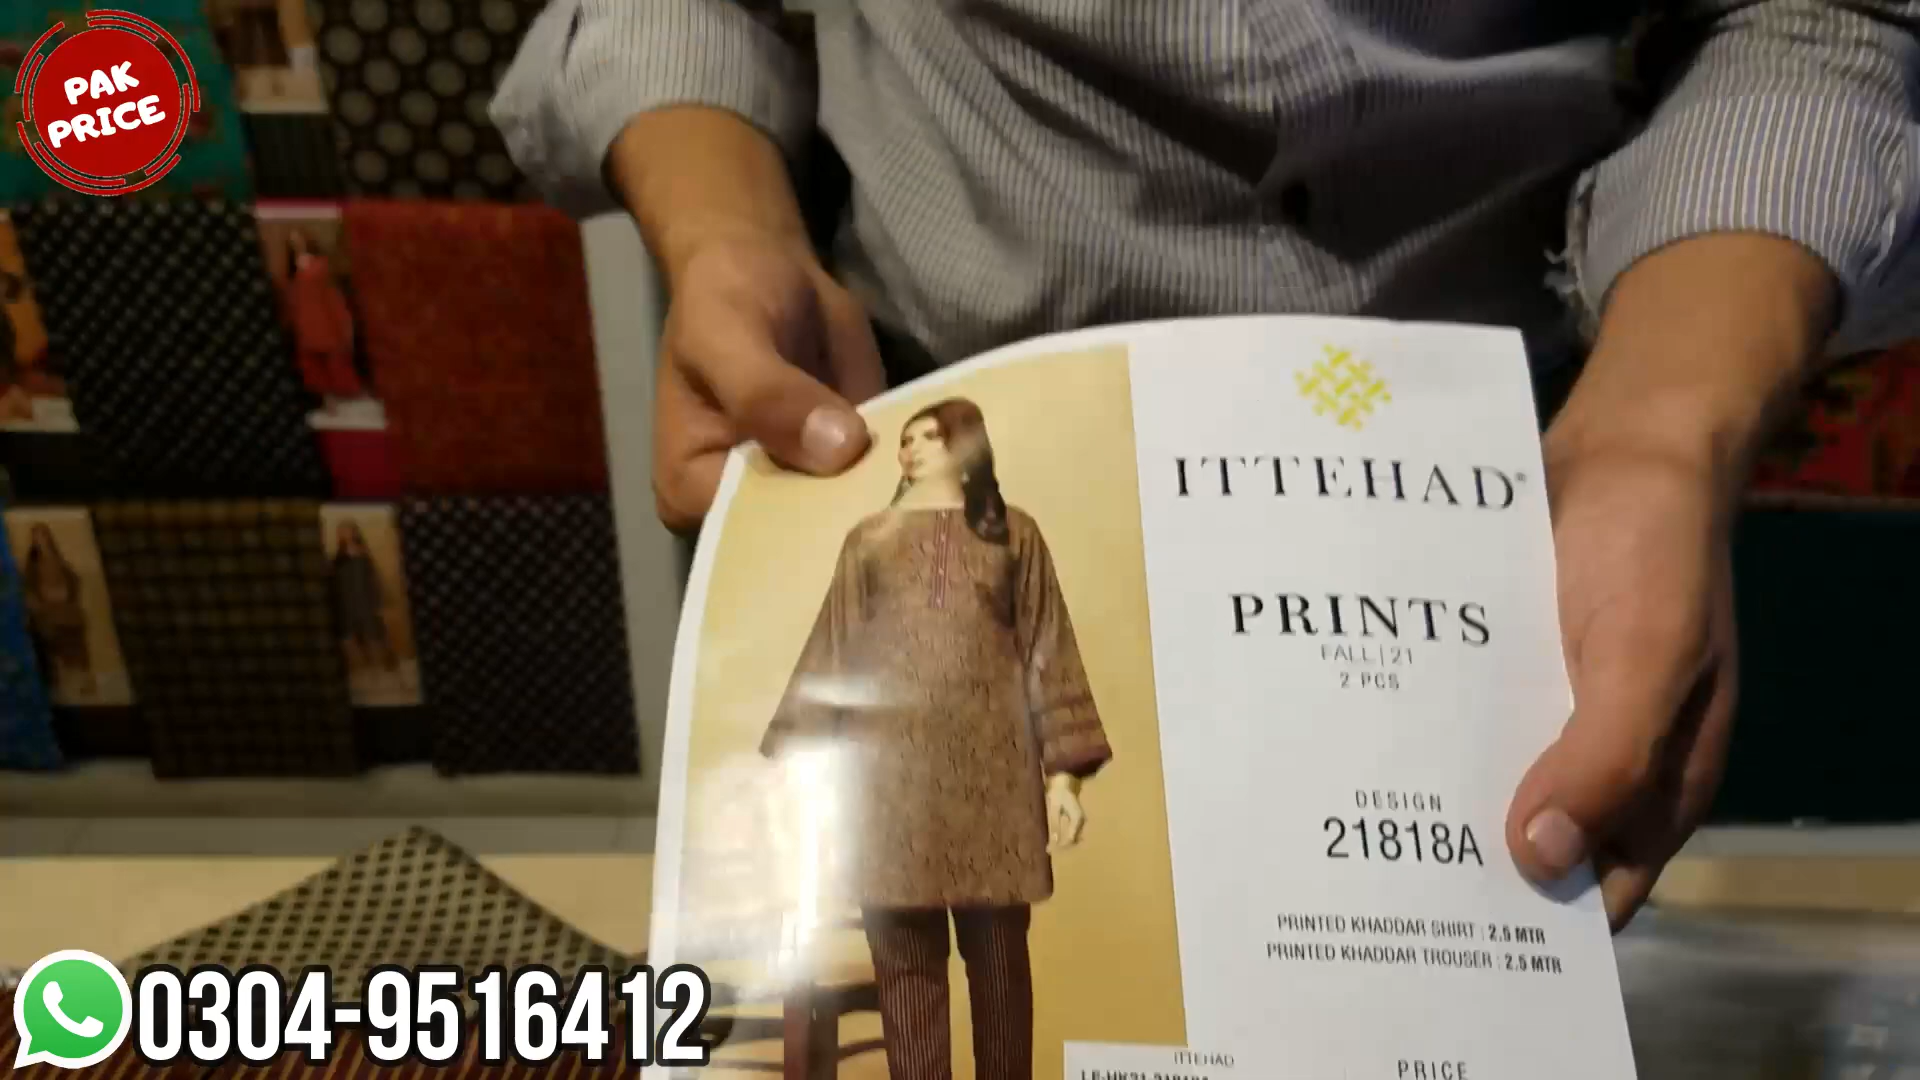 PAK
PRICE
ITTEHAD®
PRINTS
FALL | 21
2 PCS
DESIGN
21818A
PRINTED KHADDAR SHIRT : 2.5 MTR
PRINTED KHADDAR TROUSER : 2.5 MTR
ITTEHAD
PRICE
0304-9516412